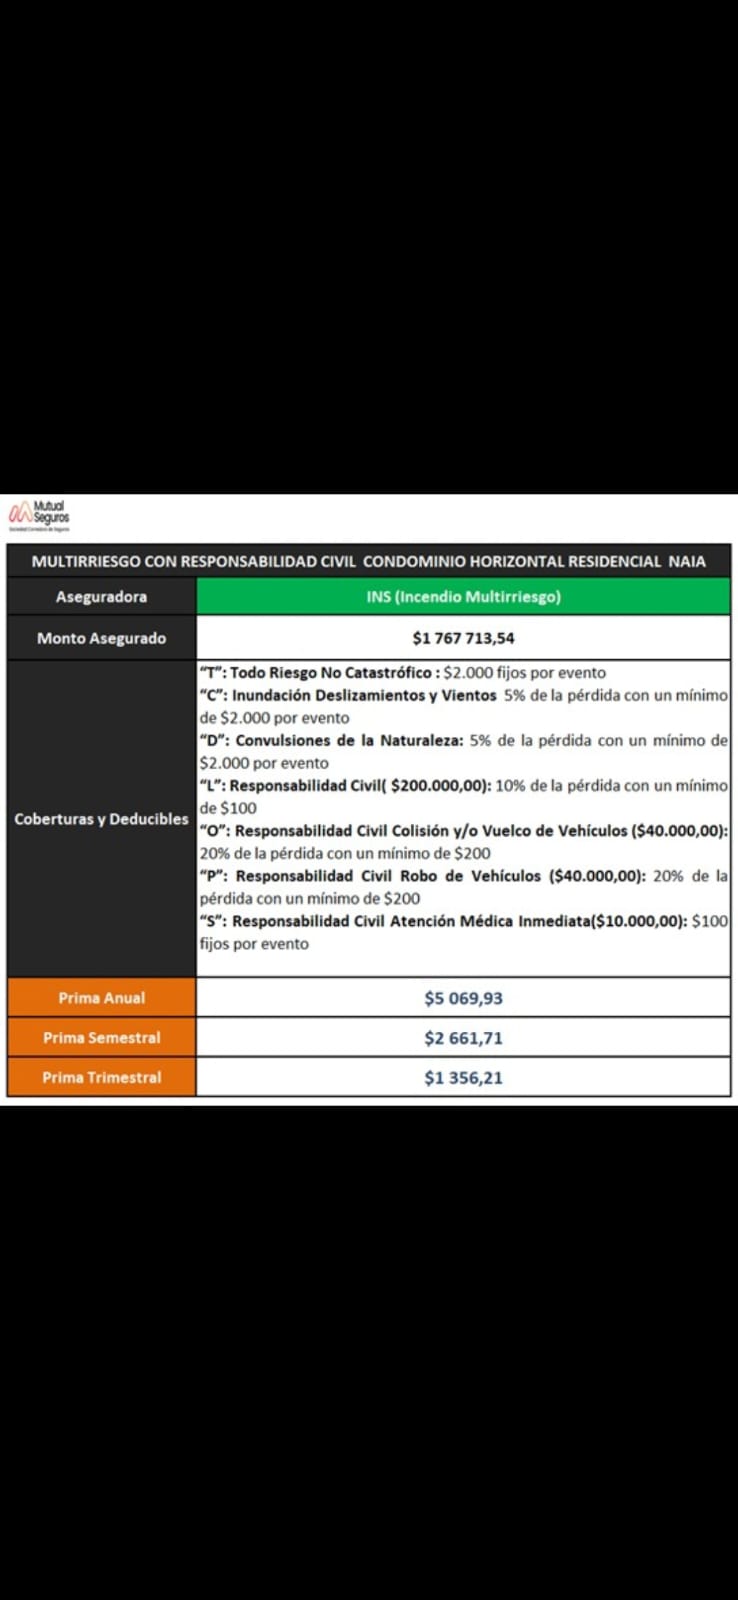 Mutual
Seguros
Sociedad Corredora de Seguros
MULTIRRIESGO CON RESPONSABILIDAD CIVIL CONDOMINIO HORIZONTAL RESIDENCIAL NAIA
Aseguradora
INS (Incendio Multirriesgo)
Monto Asegurado
$1 767 713,54
Coberturas y Deducibles
“T”: Todo Riesgo No Catastrófico : $2.000 fijos por evento
“C”: Inundación Deslizamientos y Vientos 5% de la pérdida con un mínimo
de $2.000 por evento
“D”: Convulsiones de la Naturaleza: 5% de la pérdida con un mínimo de
$2.000 por evento
“L”: Responsabilidad Civil( $200.000,00): 10% de la pérdida con un mínimo
de $100
“O”: Responsabilidad Civil Colisión y/o Vuelco de Vehículos ($40.000,00):
20% de la pérdida con un mínimo de $200
“P”: Responsabilidad Civil Robo de Vehículos ($40.000,00): 20% de la
pérdida con un mínimo de $200
“S”: Responsabilidad Civil Atención Médica Inmediata($10.000,00): $100
fijos por evento
Prima Anual
$5 069,93
Prima Semestral
$2 661,71
Prima Trimestral
$1 356,21